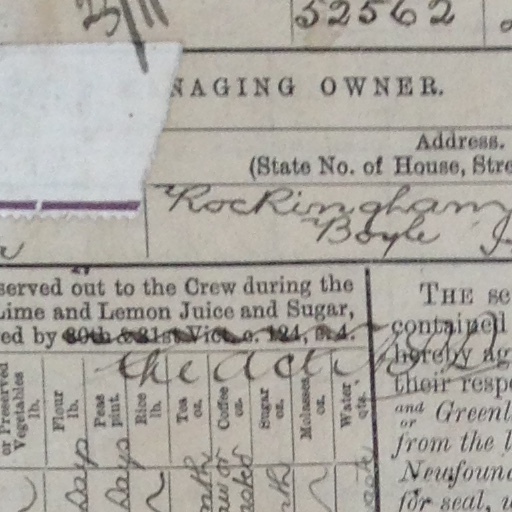 52562
NAGING OWNER.
Address.
(State No. of House, Stre
Rockingham
Boyle
served out to the Crew during the
Lime and Lemon Juice and Sugar,
ed by 30th & 31st Vict. c. 124, s. 4.
the Act
or Preserved Vegetables lb.
Flour lb.
Peas pint.
Rice lb.
Tea oz.
Coffee oz.
Sugar oz.
Molasses, oz.
Water, qts.
THE se
contained
hereby ag
their respe
and or Greenl
from the
Newfound
for seal,